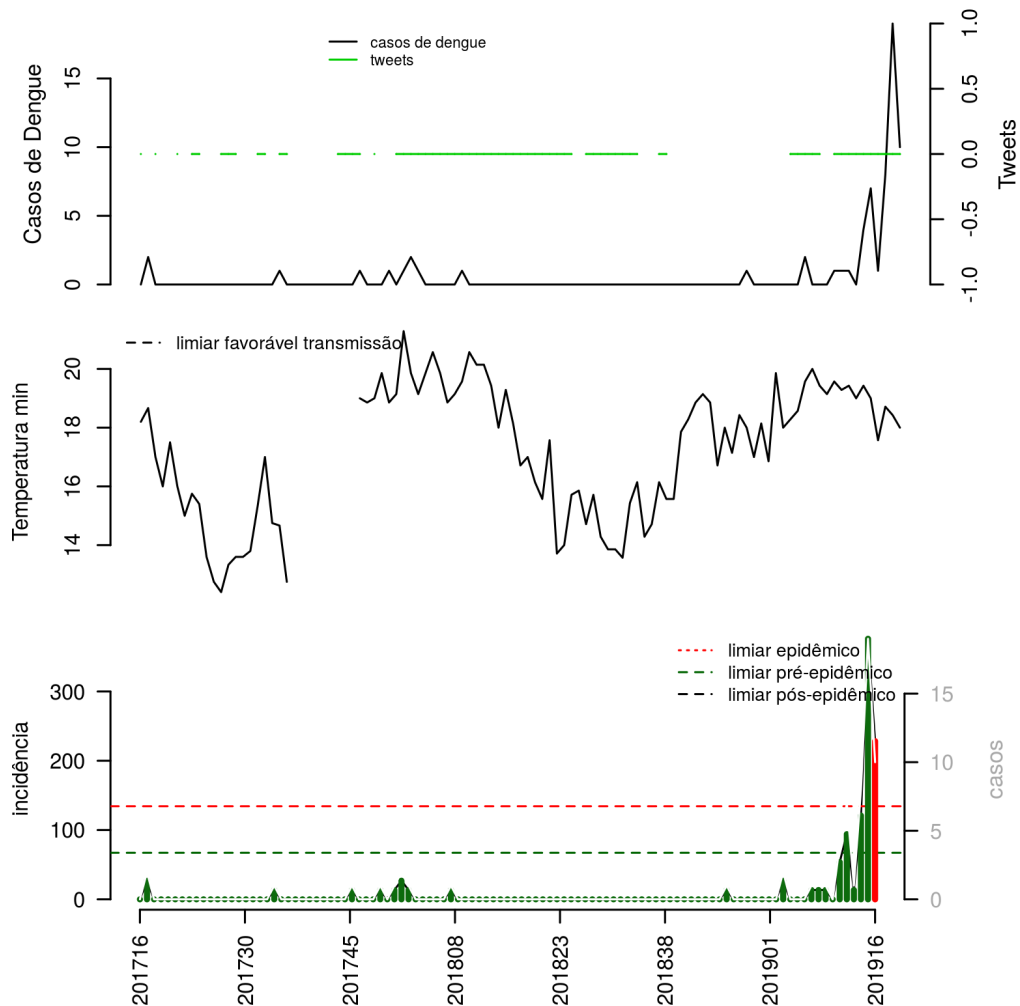 casos de dengue
tweets
Casos de Dengue
0
5
10
15
Tweets
-1.0
-0.5
0.0
0.5
1.0
limiar favorável transmissão
Temperatura min
14
16
18
20
limiar epidêmico
limiar pré-epidêmico
limiar pós-epidêmico
incidência
0
100
200
300
casos
0
5
10
15
201716
201730
201745
201808
201823
201838
201901
201916